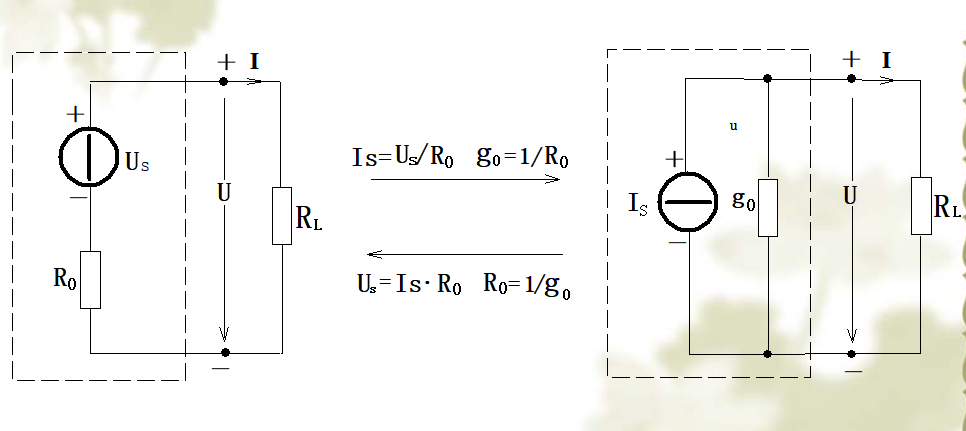 + I
+
Us
−
U
RL
R0
−
Is=Us/R0 g0=1/R0
Us=Is·R0 R0=1/g0
+ I
u
+
Is
−
g0
U
RL
−